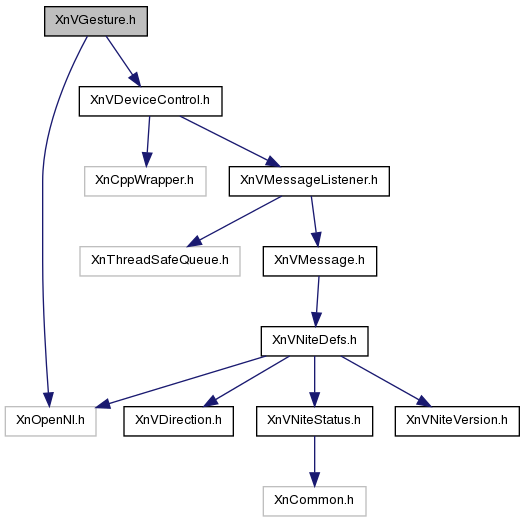 XnVGesture.h
XnVDeviceControl.h
XnCppWrapper.h
XnVMessageListener.h
XnThreadSafeQueue.h
XnVMessage.h
XnVNiteDefs.h
XnOpenNI.h
XnVDirection.h
XnVNiteStatus.h
XnVNiteVersion.h
XnCommon.h